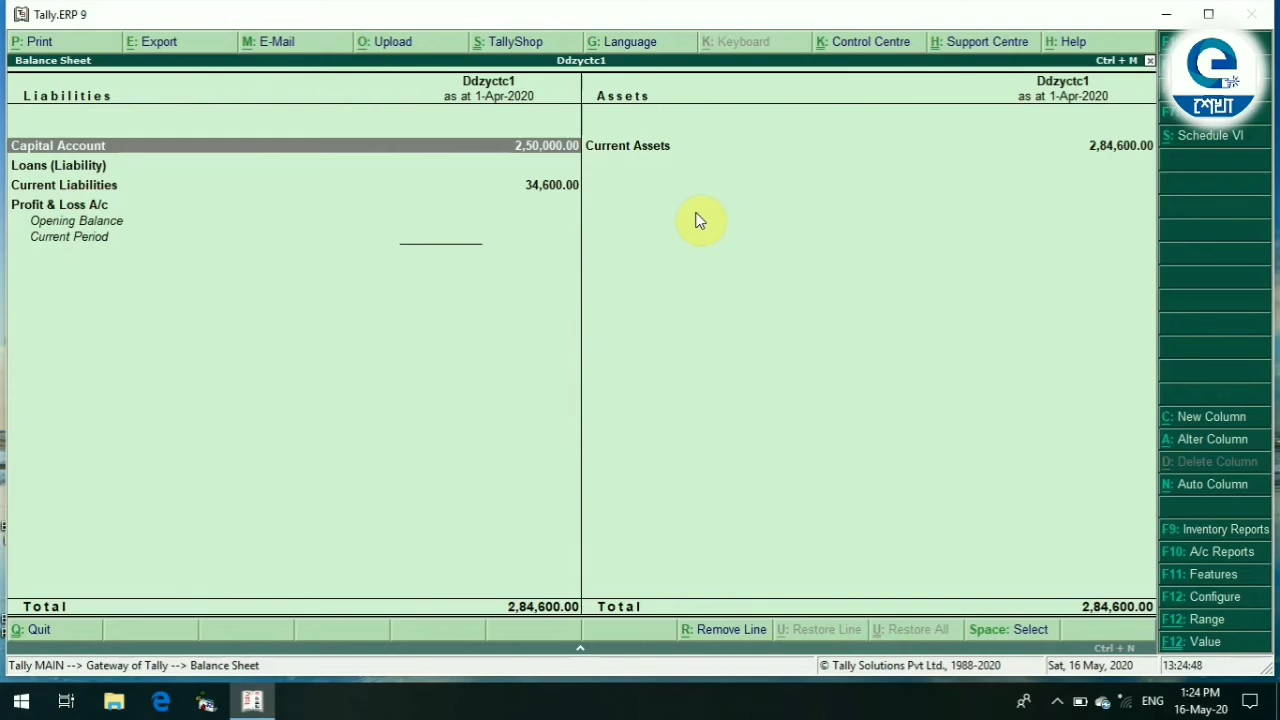 Tally.ERP 9
P: Print
E: Export
M: E-Mail
O: Upload
S: TallyShop
G: Language
K: Keyboard
K: Control Centre
H: Support Centre
H: Help
Balance Sheet
Ddzyctc1
Ctrl + M
Liabilities
Ddzyctc1
as at 1-Apr-2020
Assets
Ddzyctc1
as at 1-Apr-2020
Capital Account 2,50,000.00
Current Assets 2,84,600.00
Loans (Liability)
Current Liabilities 34,600.00
Profit & Loss A/c
Opening Balance
Current Period
Total 2,84,600.00
Total 2,84,600.00
S: Schedule VI
C: New Column
A: Alter Column
D: Delete Column
N: Auto Column
F9: Inventory Reports
F10: A/c Reports
F11: Features
F12: Configure
F12: Range
F12: Value
Q: Quit
R: Remove Line
U: Restore Line
U: Restore All
Space: Select
Ctrl + N
Tally MAIN --> Gateway of Tally --> Balance Sheet
© Tally Solutions Pvt Ltd., 1988-2020
Sat, 16 May, 2020
13:24:48
ENG
1:24 PM
16-May-20